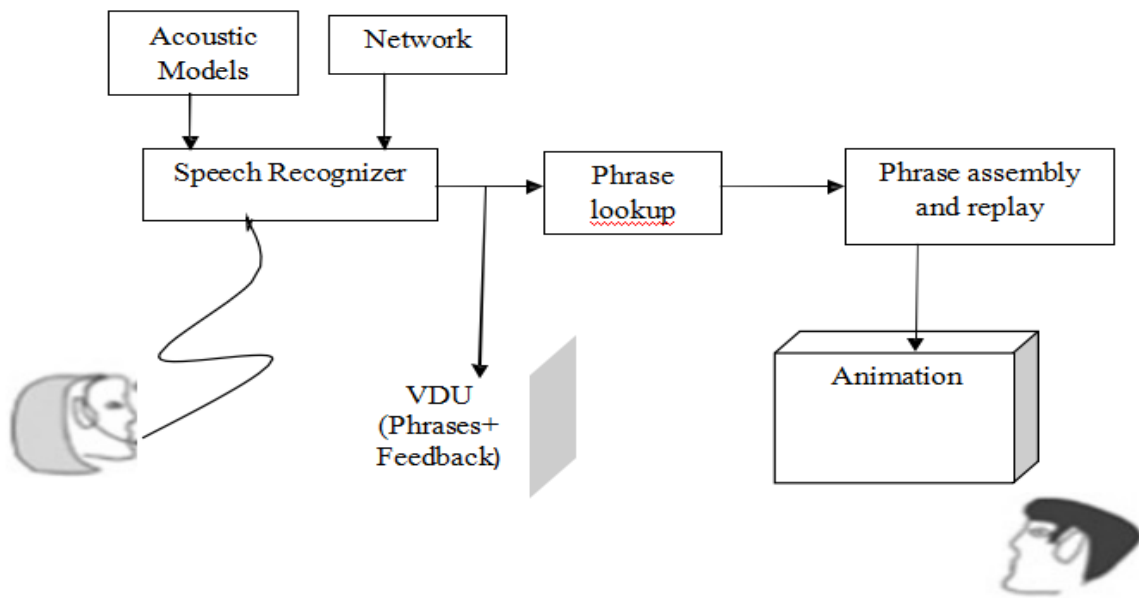 Acoustic
Models
Network
Speech Recognizer
Phrase
lookup
Phrase assembly
and replay
VDU
(Phrases+
Feedback)
Animation